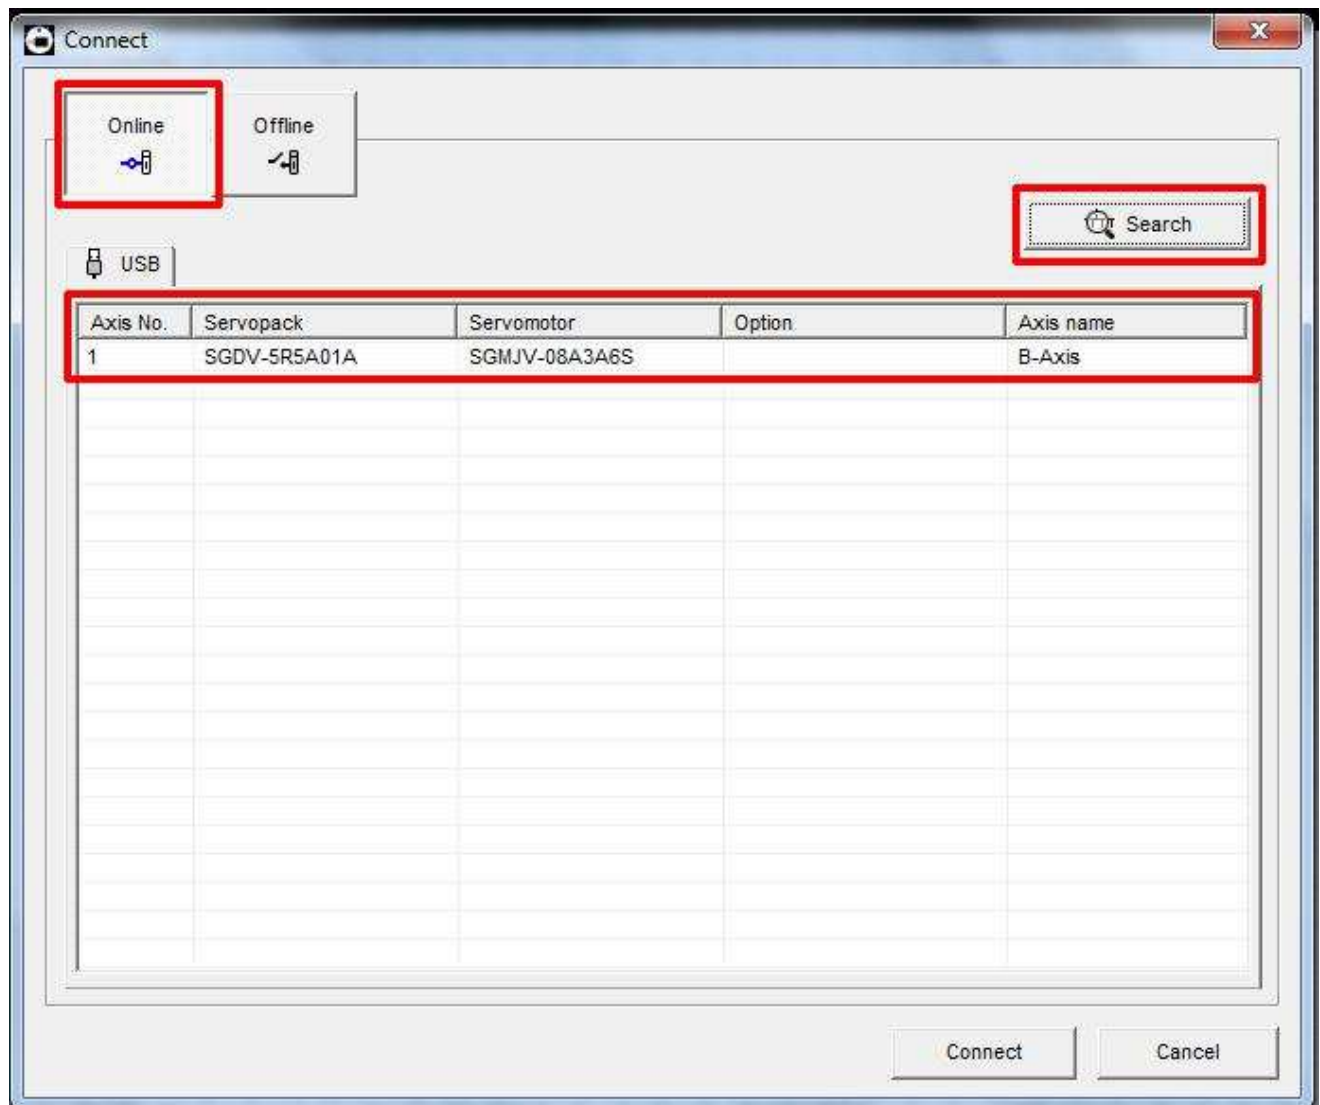 Connect
Online Offline
Search
USB
Axis No. Servopack Servomotor Option Axis name
1 SGDV-5R5A01A SGMJV-08A3A6S B-Axis
Connect Cancel